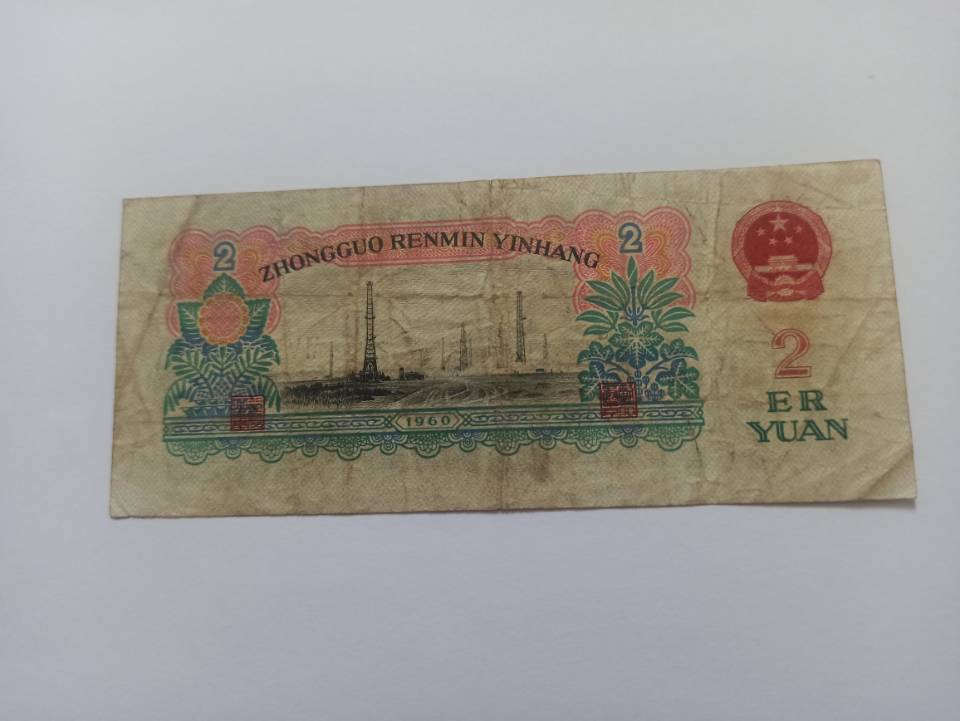 2
2
ZHONGGUO RENMIN YINHANG
2
ER
YUAN
1960